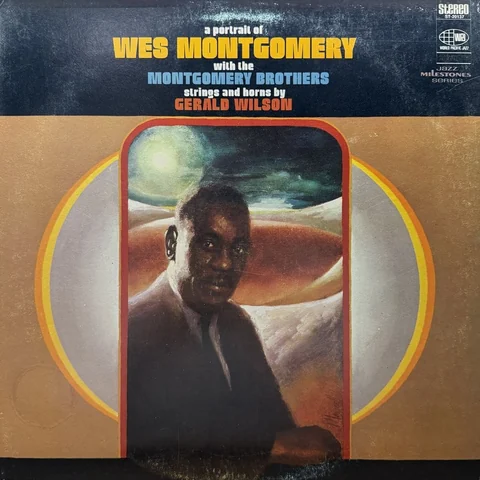 a portrait of
WES MONTGOMERY
with the
MONTGOMERY BROTHERS
strings and horns by
GERALD WILSON
STEREO
ST-20137
WORLD PACIFIC JAZZ
JAZZ
MILESTONES
SERIES